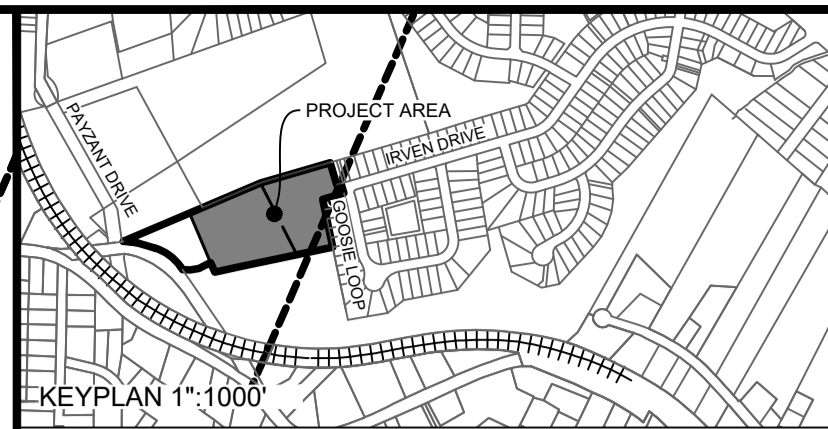 PROJECT AREA
PAYZANT DRIVE
IRVEN DRIVE
GOOSIE LOOP
KEYPLAN 1":1000'